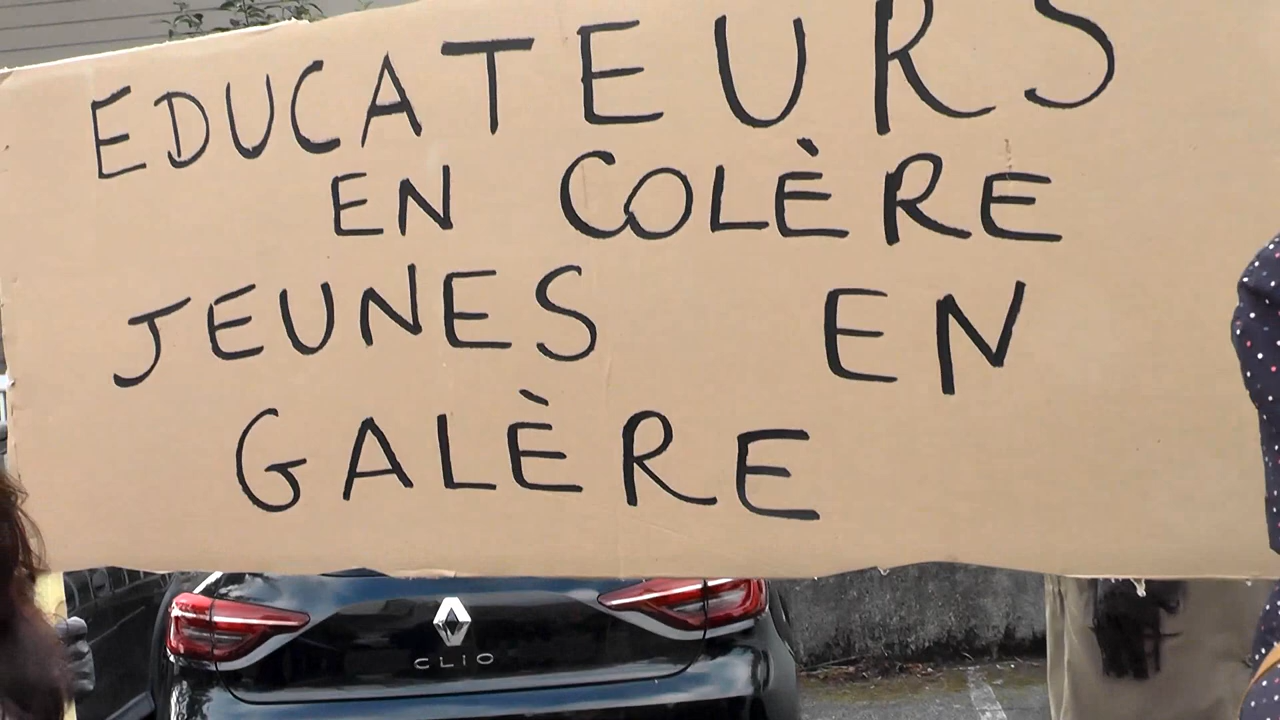 EDUCATEURS
EN COLÈRE
JEUNES EN
GALÈRE
CLIO